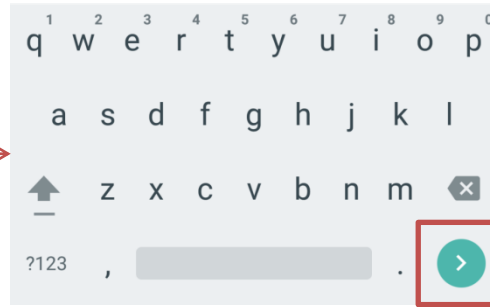 1 2 3 4 5 6 7 8 9 0
q w e r t y u i o p
a s d f g h j k l
z x c v b n m
?123 , .